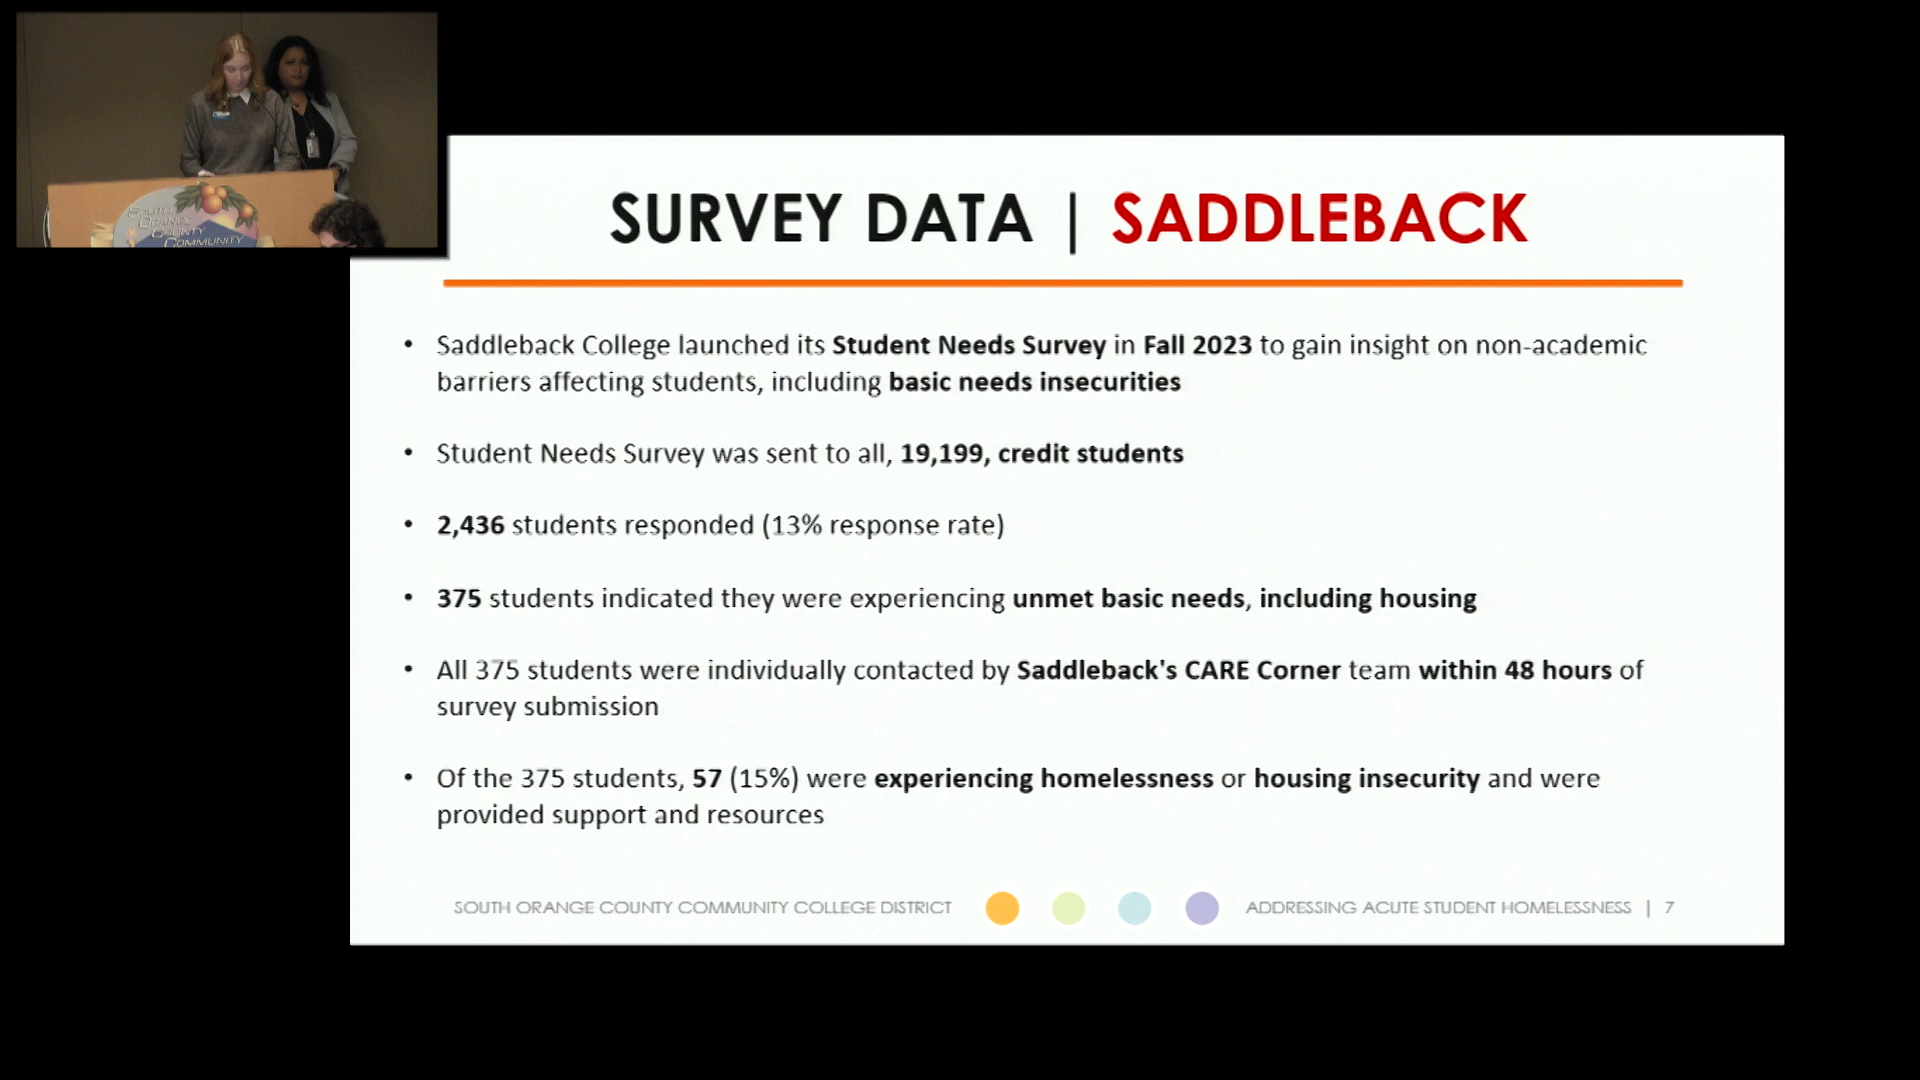 SOUTH
ORANGE
COUNTY
COMMUNITY
SURVEY DATA | SADDLEBACK
• Saddleback College launched its Student Needs Survey in Fall 2023 to gain insight on non-academic
barriers affecting students, including basic needs insecurities
• Student Needs Survey was sent to all, 19,199, credit students
• 2,436 students responded (13% response rate)
• 375 students indicated they were experiencing unmet basic needs, including housing
• All 375 students were individually contacted by Saddleback's CARE Corner team within 48 hours of
survey submission
• Of the 375 students, 57 (15%) were experiencing homelessness or housing insecurity and were
provided support and resources
SOUTH ORANGE COUNTY COMMUNITY COLLEGE DISTRICT ADDRESSING ACUTE STUDENT HOMELESSNESS | 7